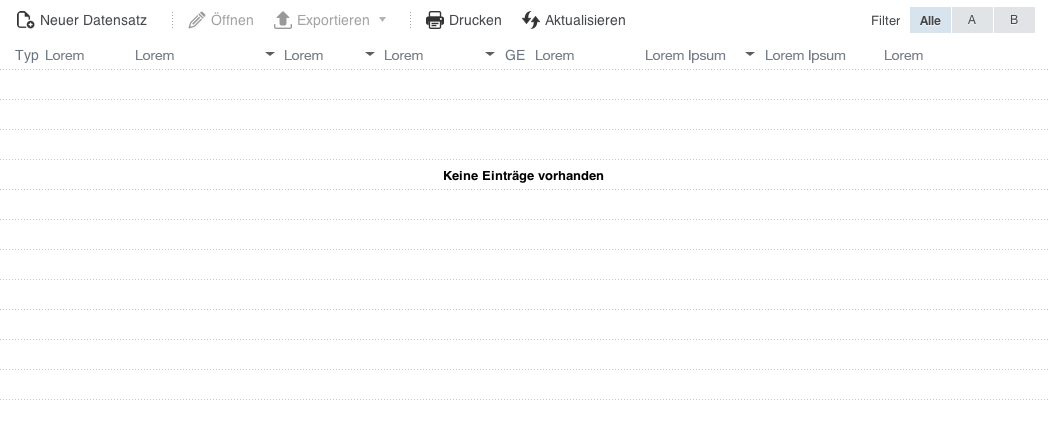 Neuer Datensatz Öffnen Exportieren Drucken Aktualisieren Filter Alle A B
Typ Lorem Lorem Lorem Lorem GE Lorem Lorem Ipsum Lorem Ipsum Lorem
Keine Einträge vorhanden